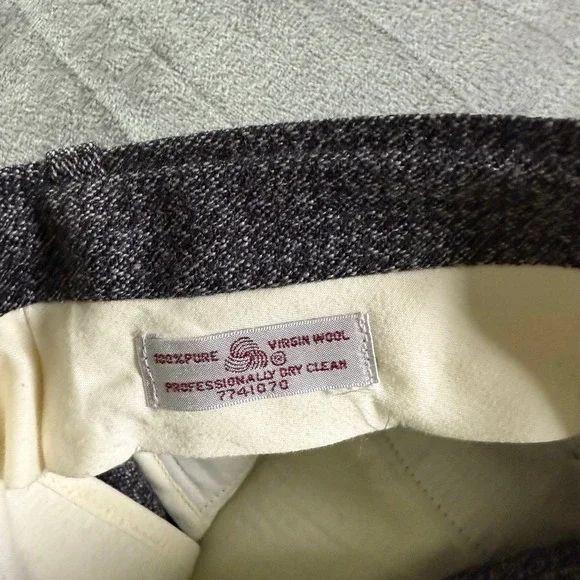 100% PURE VIRGIN WOOL
®
PROFESSIONALLY DRY CLEAN
7741070